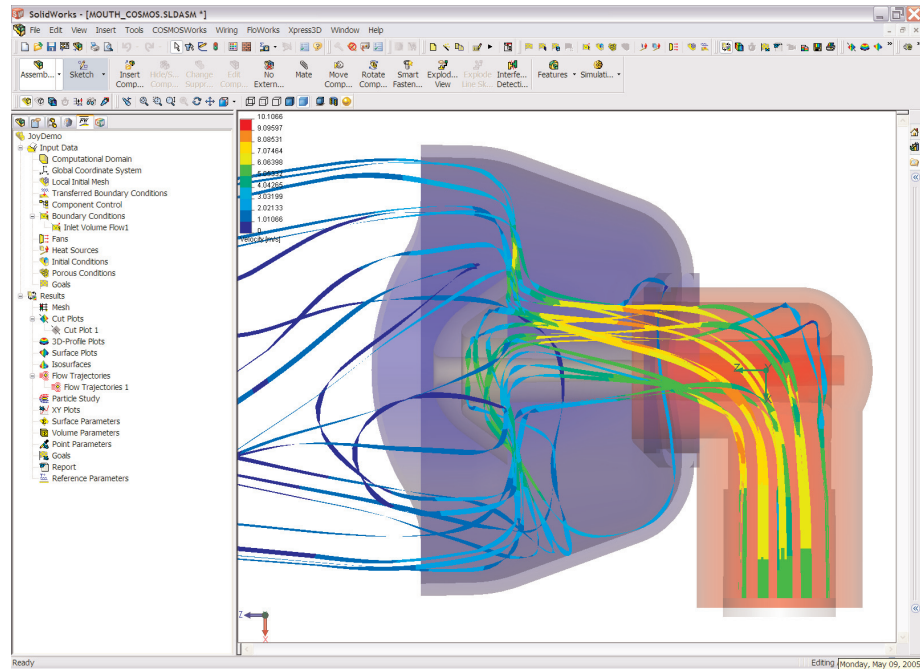 SolidWorks - [MOUTH_COSMOS.SLDASM *]
File Edit View Insert Tools COSMOSWorks Wiring FloWorks Xpress3D Window Help
Assemb... Sketch Insert Comp... Hide/S... Comp... Change Suppr... Edit Comp... No Extern... Mate Move Comp... Rotate Comp... Smart Fasten... Explod... View Explode Line Sk... Interfe... Detecti... Features Simulati...
JoyDemo
Input Data
Computational Domain
Global Coordinate System
Local Initial Mesh
Transferred Boundary Conditions
Component Control
Boundary Conditions
Inlet Volume Flow1
Fans
Heat Sources
Initial Conditions
Porous Conditions
Goals
Results
Mesh
Cut Plots
Cut Plot 1
3D-Profile Plots
Surface Plots
Isosurfaces
Flow Trajectories
Flow Trajectories 1
Particle Study
XY Plots
Surface Parameters
Volume Parameters
Point Parameters
Goals
Report
Reference Parameters
10.1066
9.09597
8.08531
7.07464
6.06398
4.04265
3.03199
2.02133
1.01066
0
Velocity [m/s]
Z
Z
X
Ready
Editing
Monday, May 09, 2005